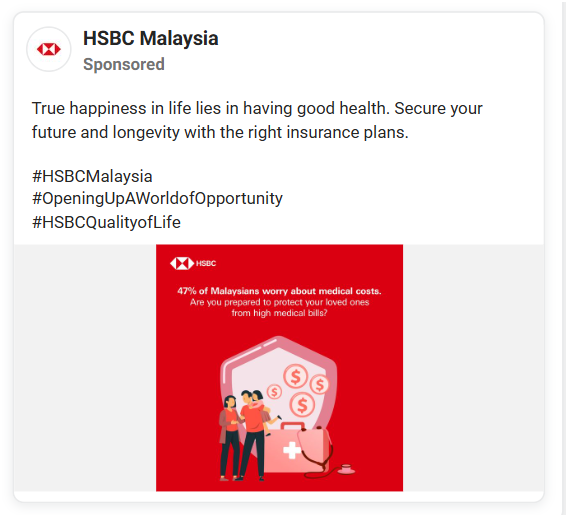 HSBC Malaysia
Sponsored
True happiness in life lies in having good health. Secure your
future and longevity with the right insurance plans.
#HSBCMalaysia
#OpeningUpAWorldofOpportunity
#HSBCQualityofLife
HSBC
47% of Malaysians worry about medical costs.
Are you prepared to protect your loved ones
from high medical bills?
$
$
$
$